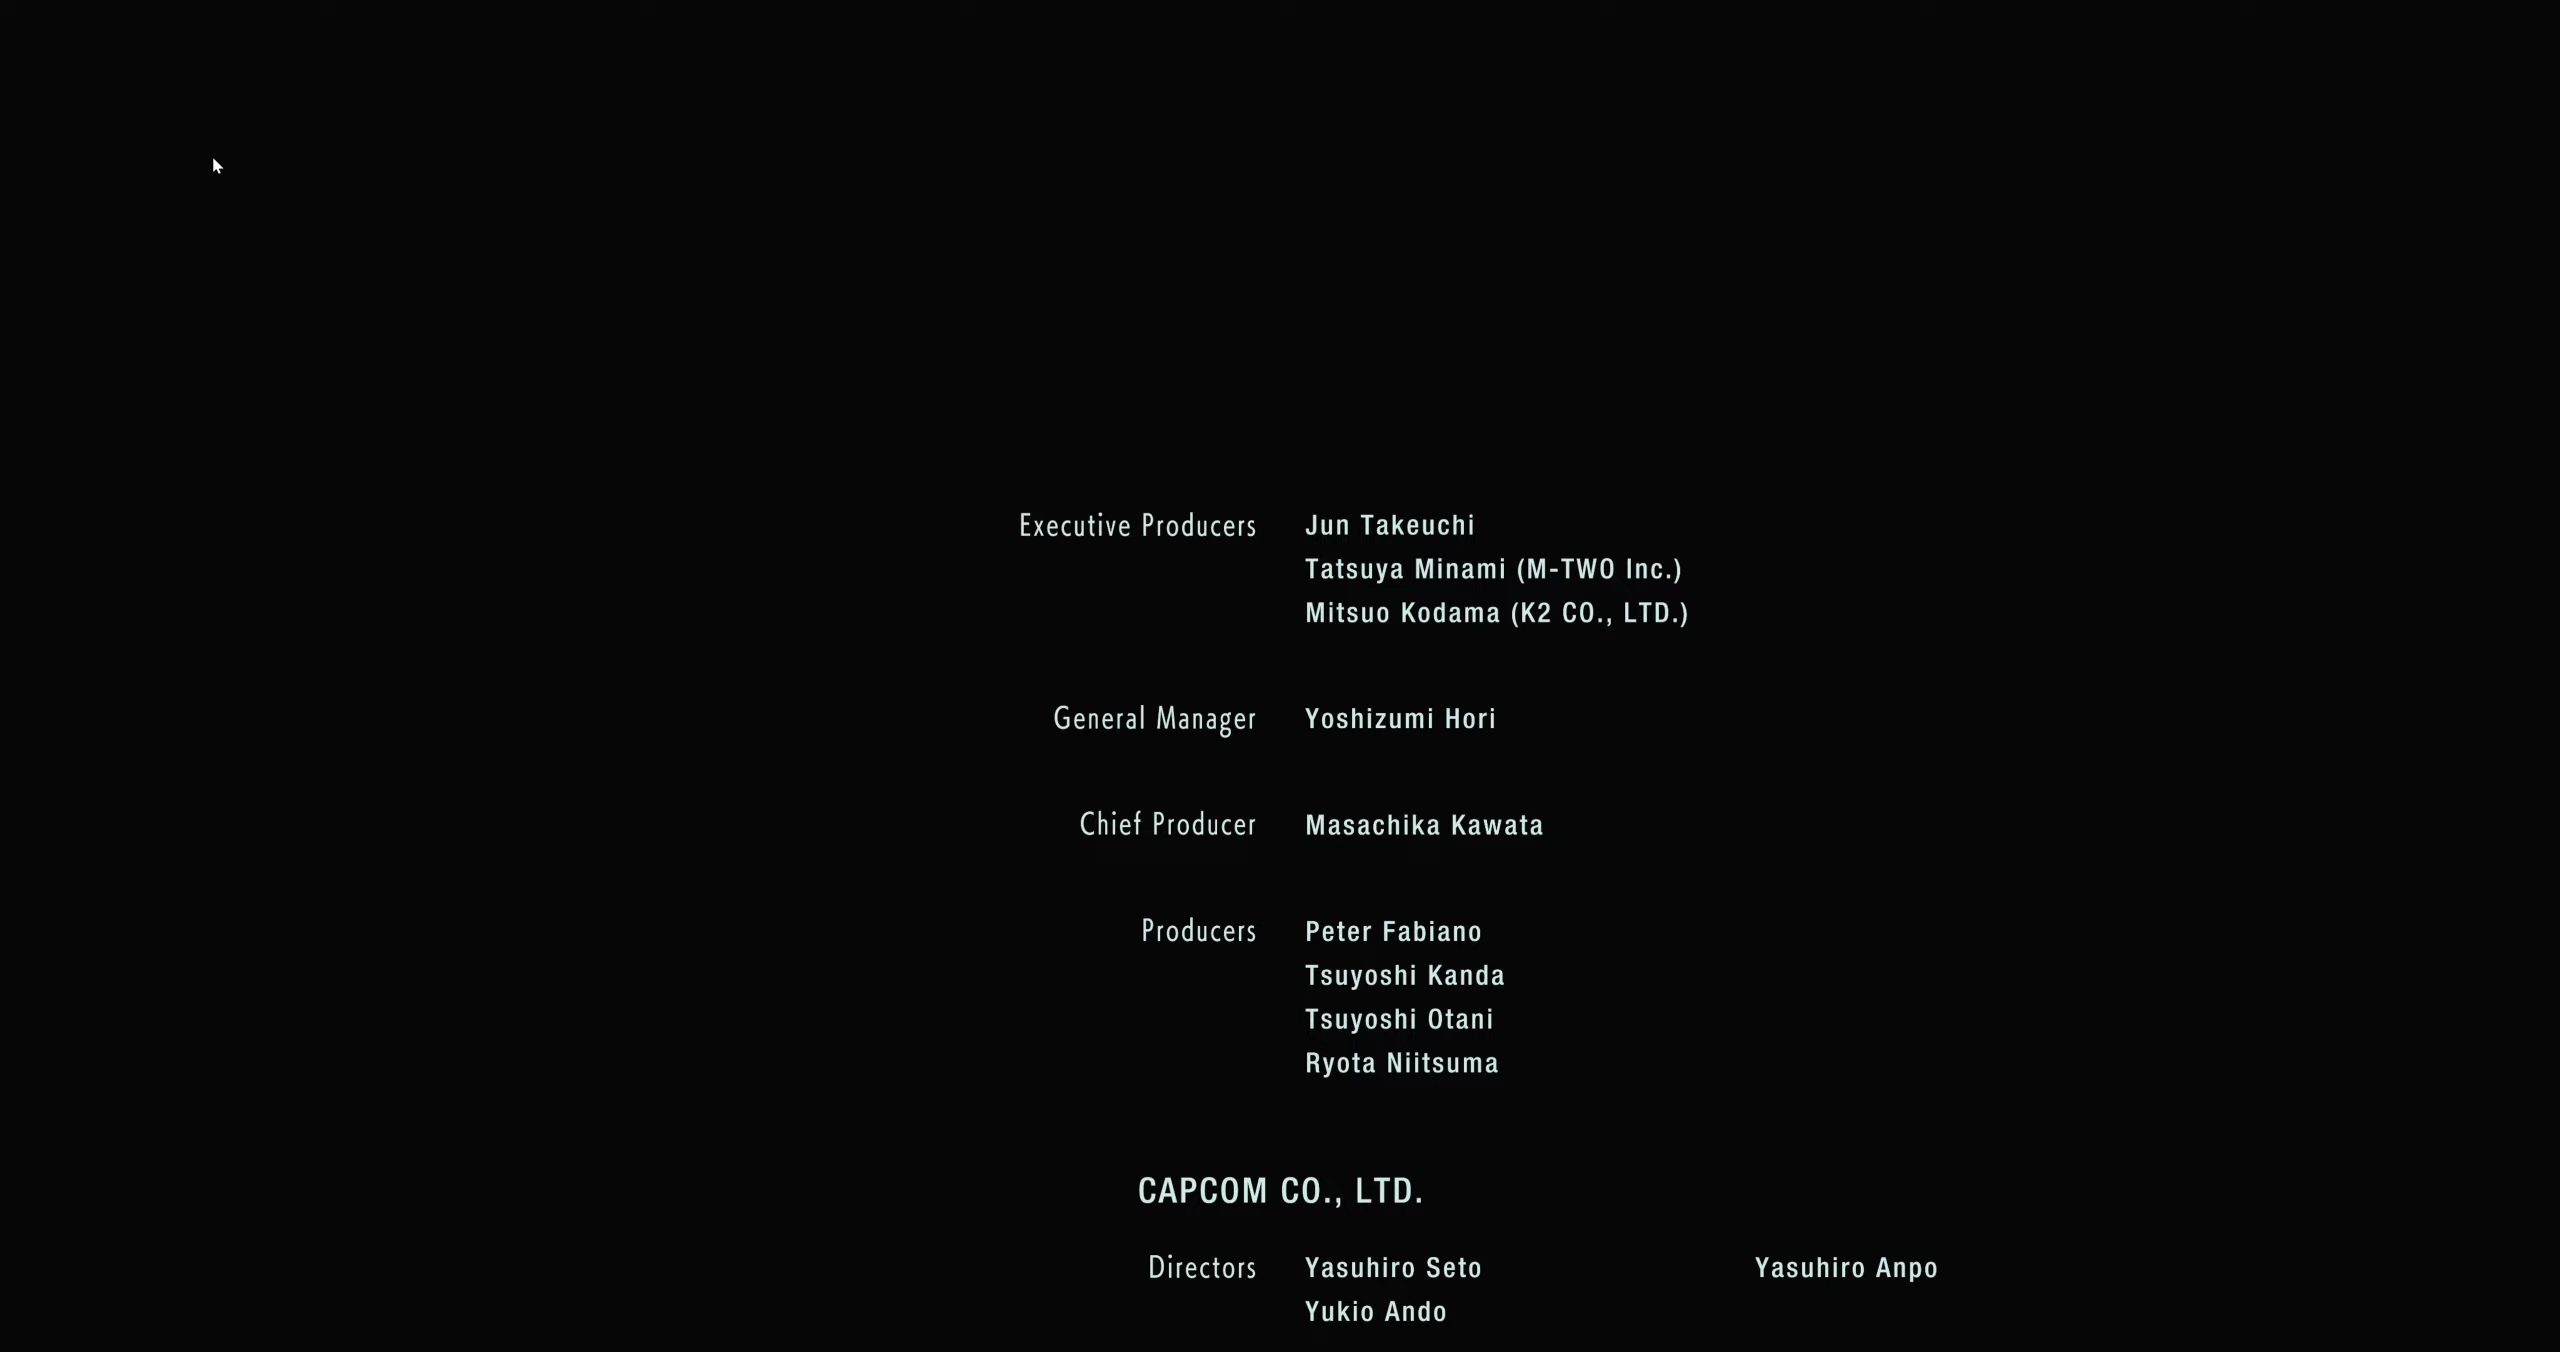 Executive Producers Jun Takeuchi
Tatsuya Minami (M-TWO Inc.)
Mitsuo Kodama (K2 CO., LTD.)
General Manager Yoshizumi Hori
Chief Producer Masachika Kawata
Producers Peter Fabiano
Tsuyoshi Kanda
Tsuyoshi Otani
Ryota Niitsuma
CAPCOM CO., LTD.
Directors Yasuhiro Seto Yasuhiro Anpo
Yukio Ando